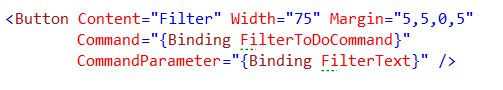 <Button Content="Filter" Width="75" Margin="5,5,0,5"
Command="{Binding FilterToDoCommand}"
CommandParameter="{Binding FilterText}" />